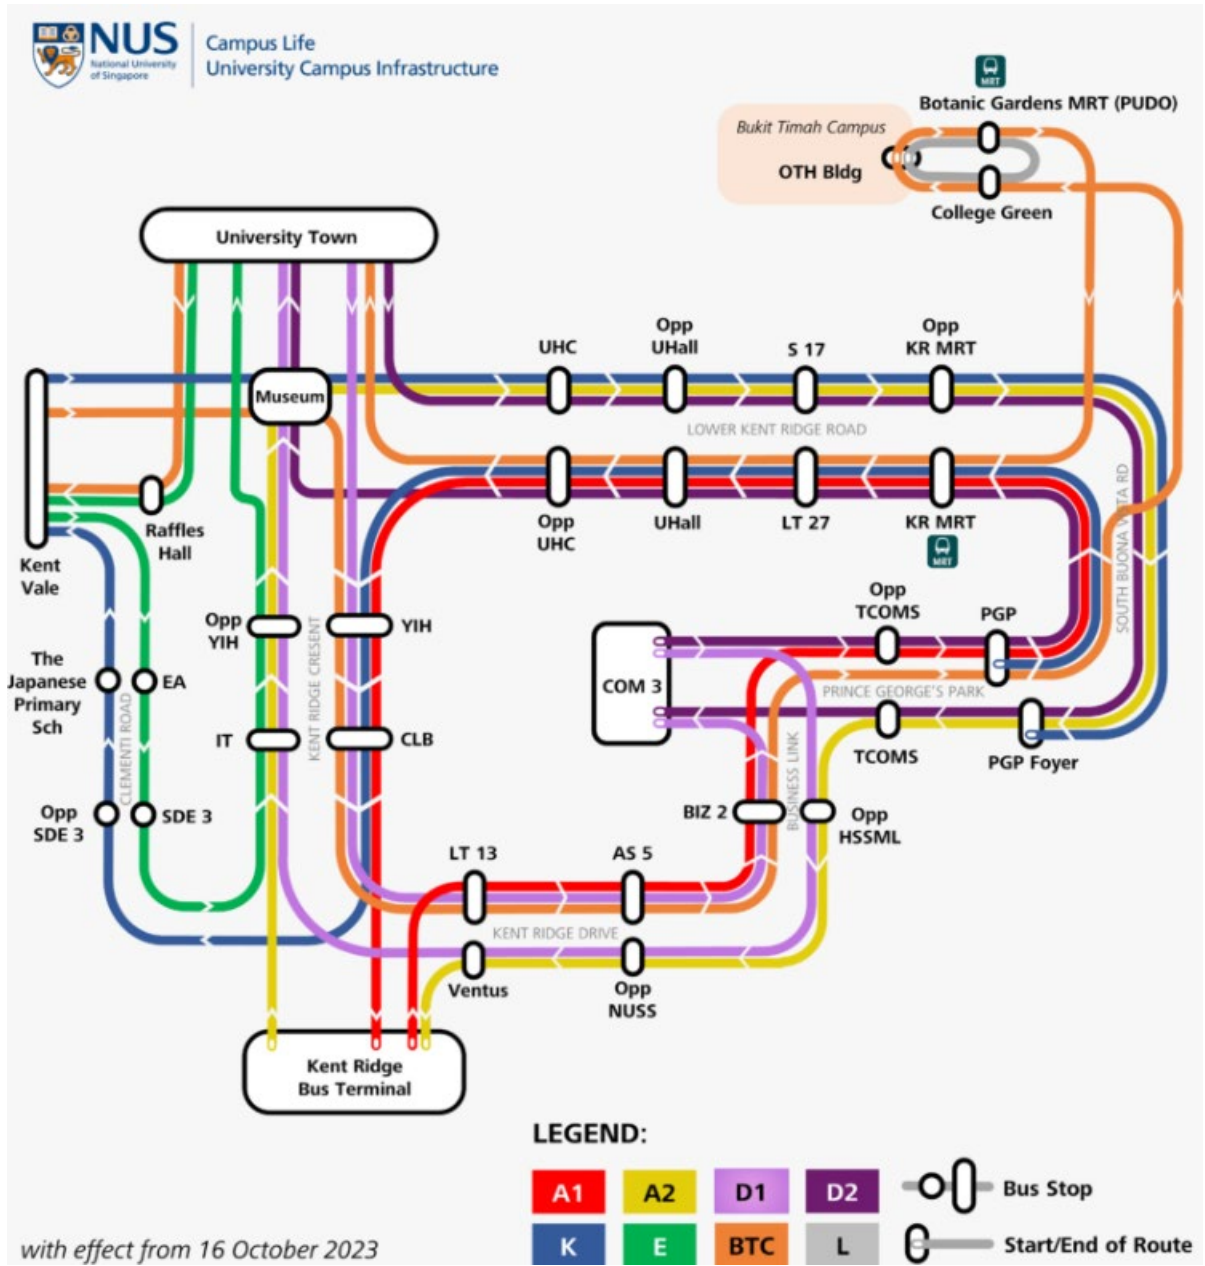 NUS
National University
of Singapore
Campus Life
University Campus Infrastructure
MRT
Botanic Gardens MRT (PUDO)
Bukit Timah Campus
OTH Bldg
College Green
University Town
UHC
Opp
UHall
S 17
Opp
KR MRT
Museum
LOWER KENT RIDGE ROAD
Raffles
Hall
Opp
UHC
UHall
LT 27
KR MRT
MRT
SOUTH BUONA VISTA RD
Kent
Vale
Opp
YIH
YIH
KENT RIDGE CRESENT
Opp
TCOMS
PGP
The
Japanese
Primary
Sch
EA
COM 3
PRINCE GEORGE'S PARK
IT
CLB
CLEMENTI ROAD
TCOMS
PGP Foyer
BUSINESS LINK
Opp
SDE 3
SDE 3
BIZ 2
Opp
HSSML
LT 13
AS 5
KENT RIDGE DRIVE
Ventus
Opp
NUSS
Kent Ridge
Bus Terminal
LEGEND:
A1 A2 D1 D2 Bus Stop
K E BTC L Start/End of Route
with effect from 16 October 2023